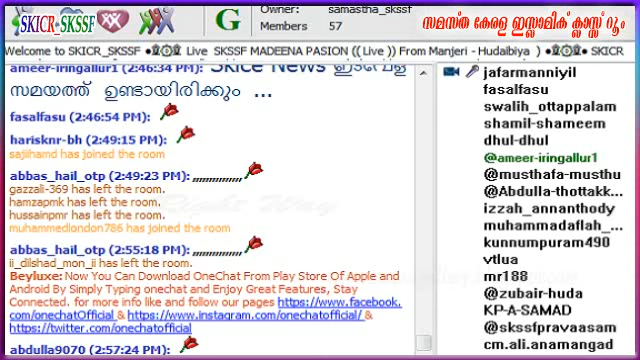 SKICR_SKSSF
G
Owner: samastha_skssf
Members 57
സമസ്ത കേരള ഇസ്ലാമിക് ക്ലാസ്സ് റൂം
Welcome to SKICR_SKSSF •۩۞۩• Live SKSSF MADEENA PASION (( Live )) From Manjeri - Hudaibiya ) •۩۞۩• SKICR
ameer-iringallur1 (2:46:34 PM): Skice News ഇടവേള
സമയത്ത് ഉണ്ടായിരിക്കും ...
fasalfasu (2:46:54 PM):
harisknr-bh (2:49:15 PM):
sajilhamd has joined the room
abbas_hail_otp (2:49:23 PM): ,,,,,,,,,,,,,,,,
gazzali-369 has left the room.
hamzapmk has left the room.
hussainpmr has left the room.
muhammedlondon786 has joined the room
abbas_hail_otp (2:55:18 PM): ,,,,,,,,,,,,,,,,
ii_dilshad_mon_ii has left the room.
Beyluxe: Now You Can Download OneChat From Play Store Of Apple and
Android By Simply Typing onechat and Enjoy Great Features, Stay
Connected. for more info like and follow our pages https://www.facebook.
com/onechatOfficial & https://www.instagram.com/onechatofficial/ &
https://twitter.com/onechatofficial
abdulla9070 (2:57:24 PM):
jafarmanniyil
fasalfasu
swalih_ottappalam
shamil-shameem
dhul-dhul
@ameer-iringallur1
@musthafa-musthu
@Abdulla-thottakk...
izzah_annanthody
muhammadaflah_...
kunnumpuram490
vtlua
mr188
@zubair-huda
KP-A-SAMAD
@skssfpravaasam
cm.ali.anamangad